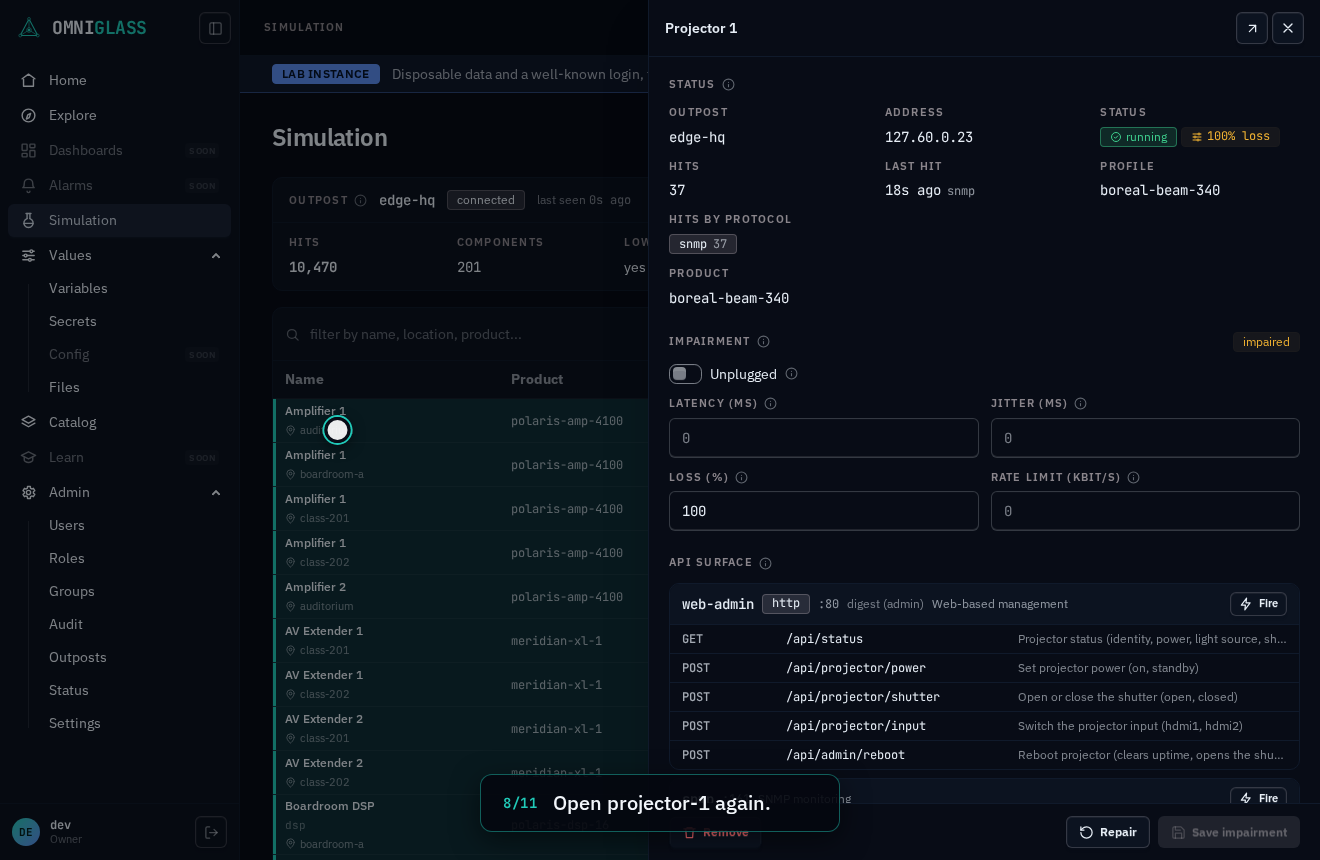 OMNIGLASS
Home
Explore
Dashboards SOON
Alarms SOON
Simulation
Values
Variables
Secrets
Config SOON
Files
Catalog
Learn SOON
Admin
Users
Roles
Groups
Audit
Outposts
Status
Settings
DE dev
Owner
SIMULATION
LAB INSTANCE Disposable data and a well-known login,
Simulation
OUTPOST edge-hq connected last seen 0s ago
HITS COMPONENTS LOW
10,470 201 yes
filter by name, location, product...
Name Product
Amplifier 1
polaris-amp-4100
Amplifier 1
boardroom-a
polaris-amp-4100
Amplifier 1
class-201
polaris-amp-4100
Amplifier 1
class-202
polaris-amp-4100
Amplifier 2
auditorium
polaris-amp-4100
AV Extender 1
class-201
meridian-xl-1
AV Extender 1
class-202
meridian-xl-1
AV Extender 2
class-201
meridian-xl-1
AV Extender 2
class-202
meridian-xl-1
Boardroom DSP
dsp
boardroom-a
Projector 1
STATUS
OUTPOST ADDRESS STATUS
edge-hq 127.60.0.23 running 100% loss
HITS LAST HIT PROFILE
37 18s ago snmp boreal-beam-340
HITS BY PROTOCOL
snmp 37
PRODUCT
boreal-beam-340
IMPAIRMENT impaired
Unplugged
LATENCY (MS) JITTER (MS)
0 0
LOSS (%) RATE LIMIT (KBIT/S)
100 0
API SURFACE
web-admin http :80 digest (admin) Web-based management Fire
GET /api/status Projector status (identity, power, light source, sh...
POST /api/projector/power Set projector power (on, standby)
POST /api/projector/shutter Open or close the shutter (open, closed)
POST /api/projector/input Switch the projector input (hdmi1, hdmi2)
POST /api/admin/reboot Reboot projector (clears uptime, opens the shu...
Fire
8/11 Open projector-1 again.
Remove Repair Save impairment